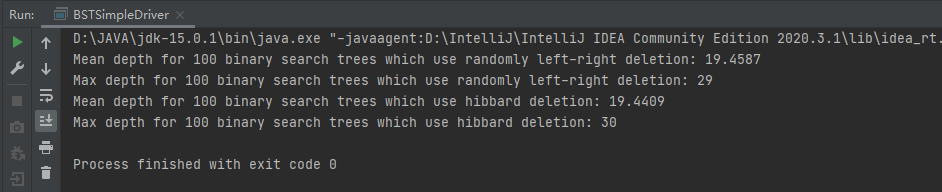 Run: BSTSimpleDriver ×
D:\JAVA\jdk-15.0.1\bin\java.exe "-javaagent:D:\IntelliJ\IntelliJ IDEA Community Edition 2020.3.1\lib\idea_rt.
Mean depth for 100 binary search trees which use randomly left-right deletion: 19.4587
Max depth for 100 binary search trees which use randomly left-right deletion: 29
Mean depth for 100 binary search trees which use hibbard deletion: 19.4409
Max depth for 100 binary search trees which use hibbard deletion: 30
Process finished with exit code 0